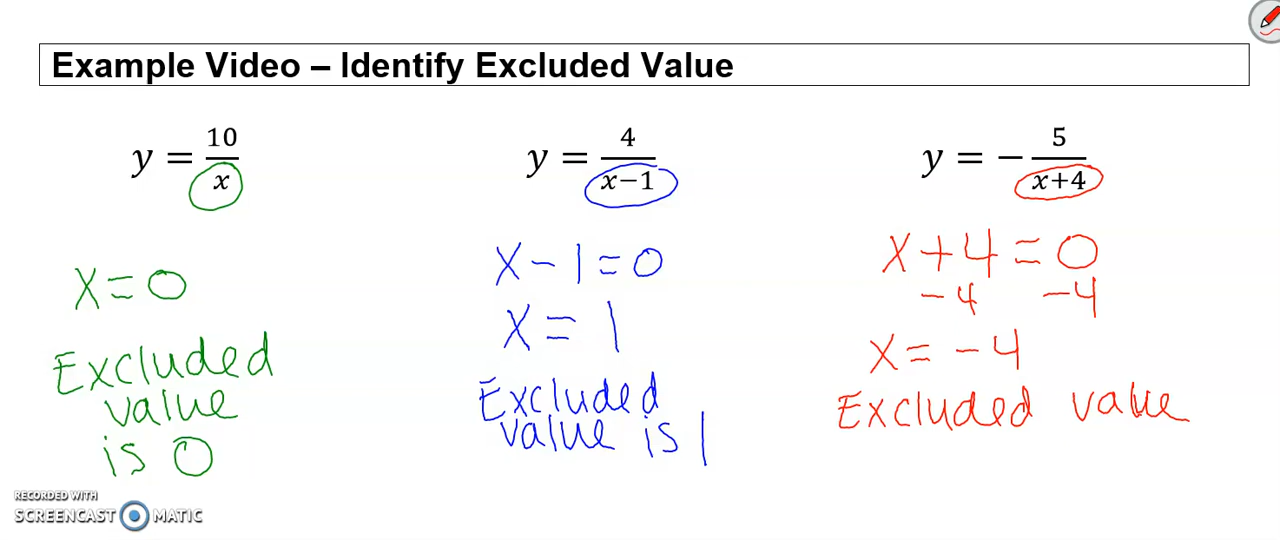 Example Video – Identify Excluded Value
y = 10/x
x = 0
Excluded
value
is 0
y = 4/(x−1)
x − 1 = 0
x = 1
Excluded
value is 1
y = − 5/(x+4)
x + 4 = 0
−4 −4
x = −4
Excluded value
RECORDED WITH
SCREENCAST MATIC